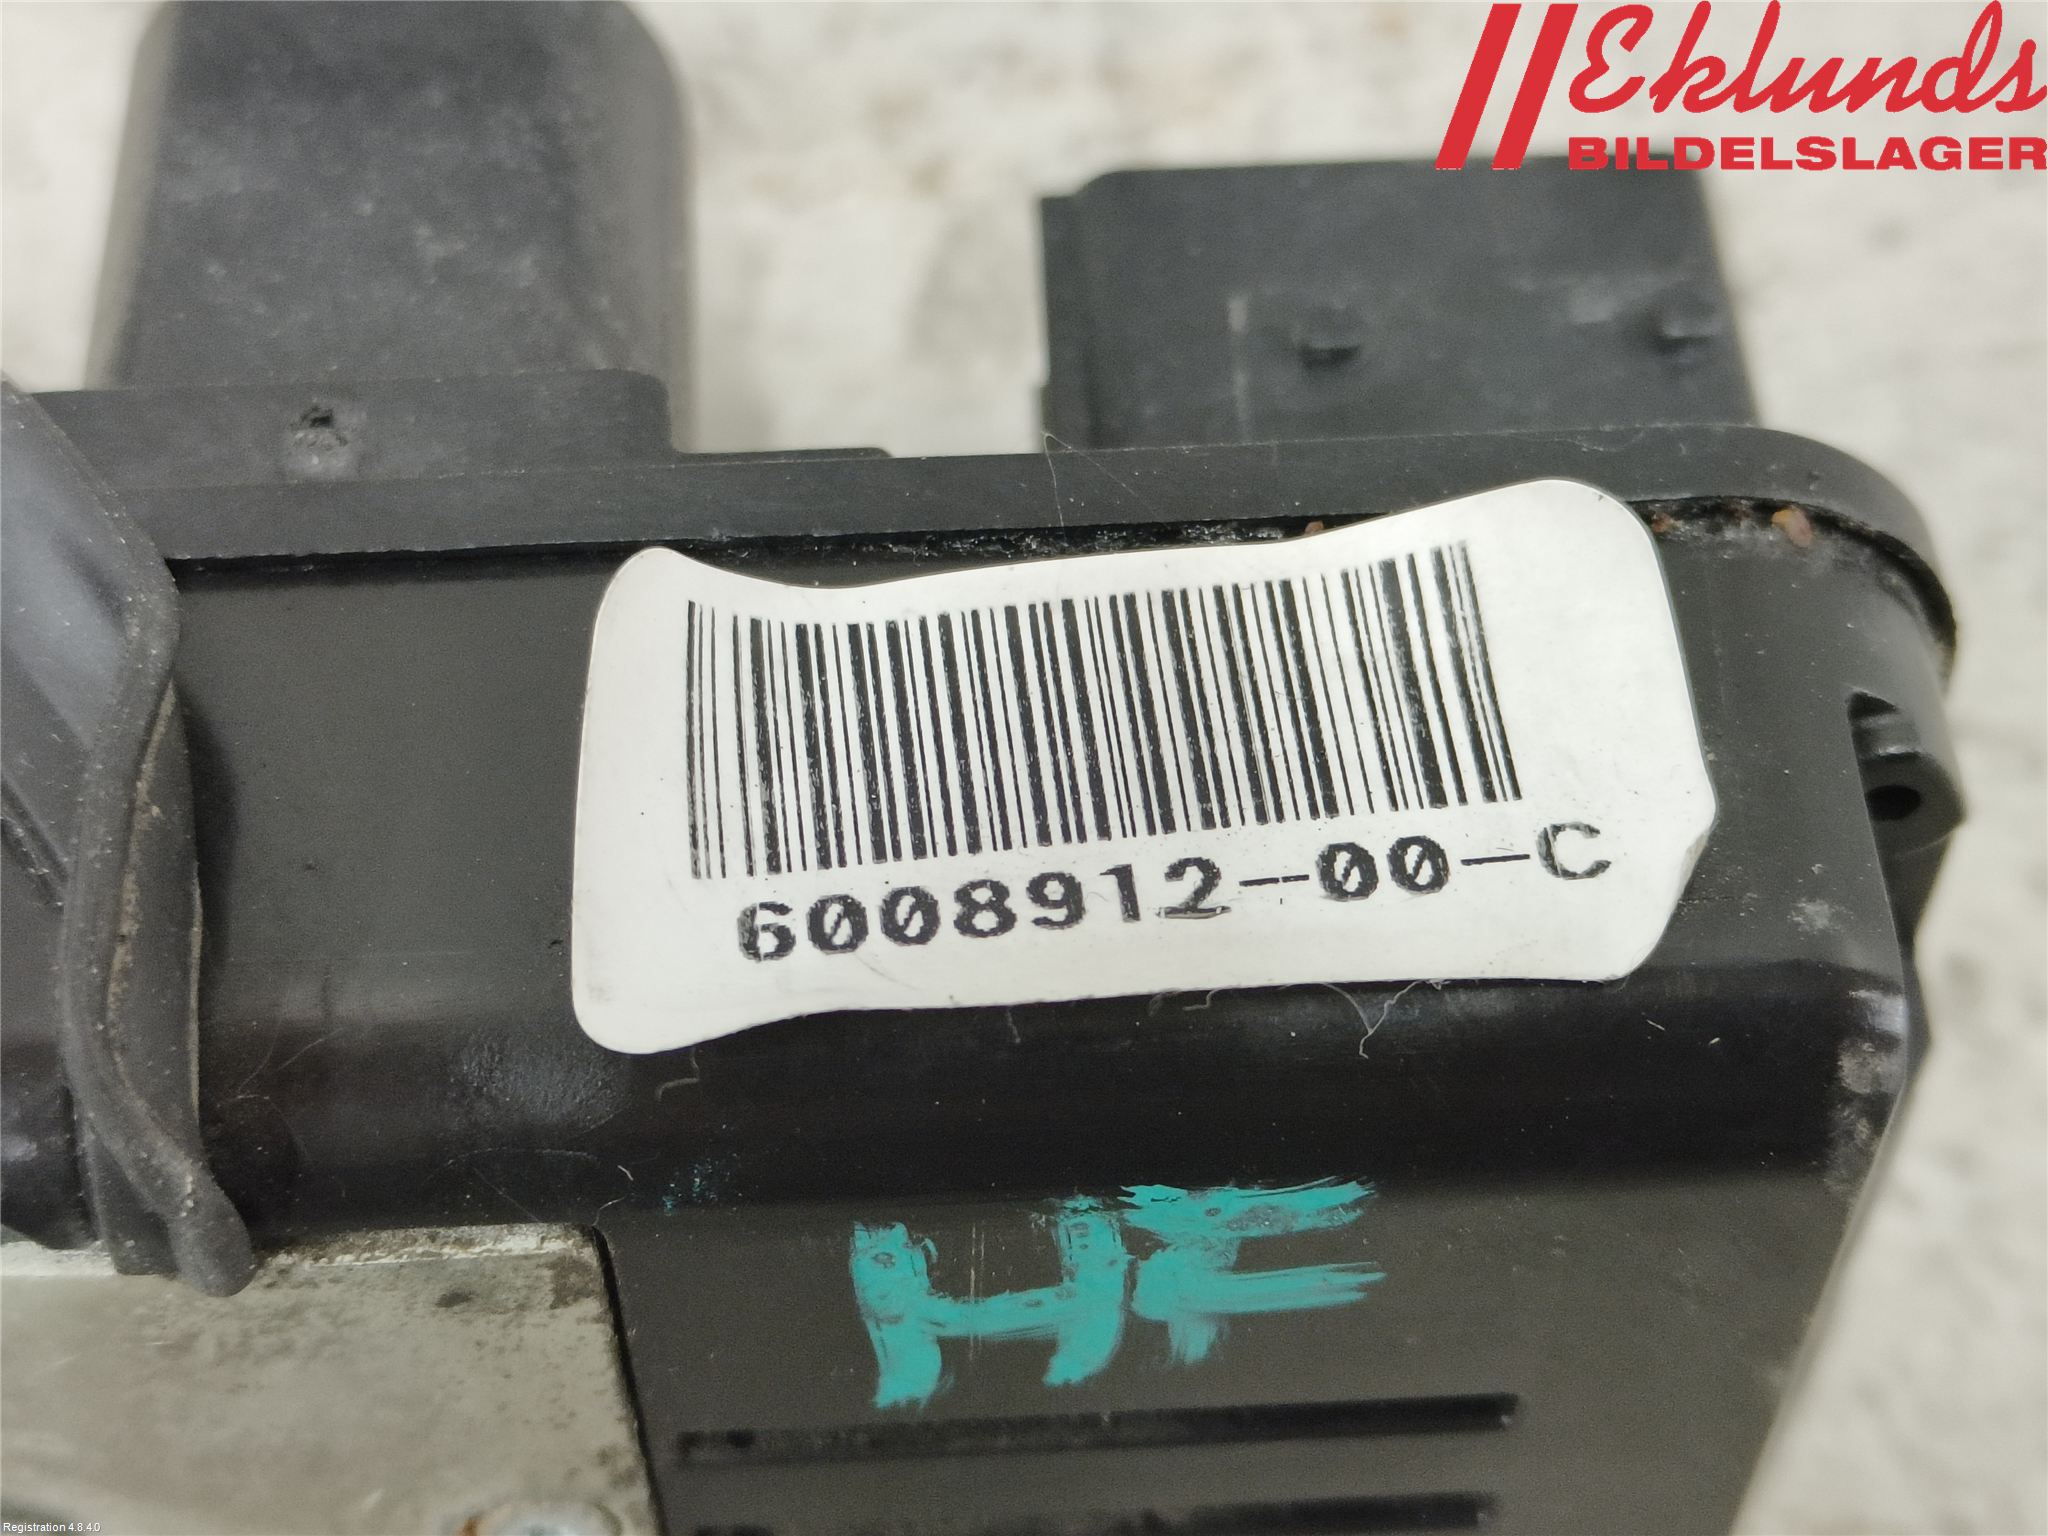 Eklunds
BILDELSLAGER
6008912-00-C
HF
Registration 4.8.4.0